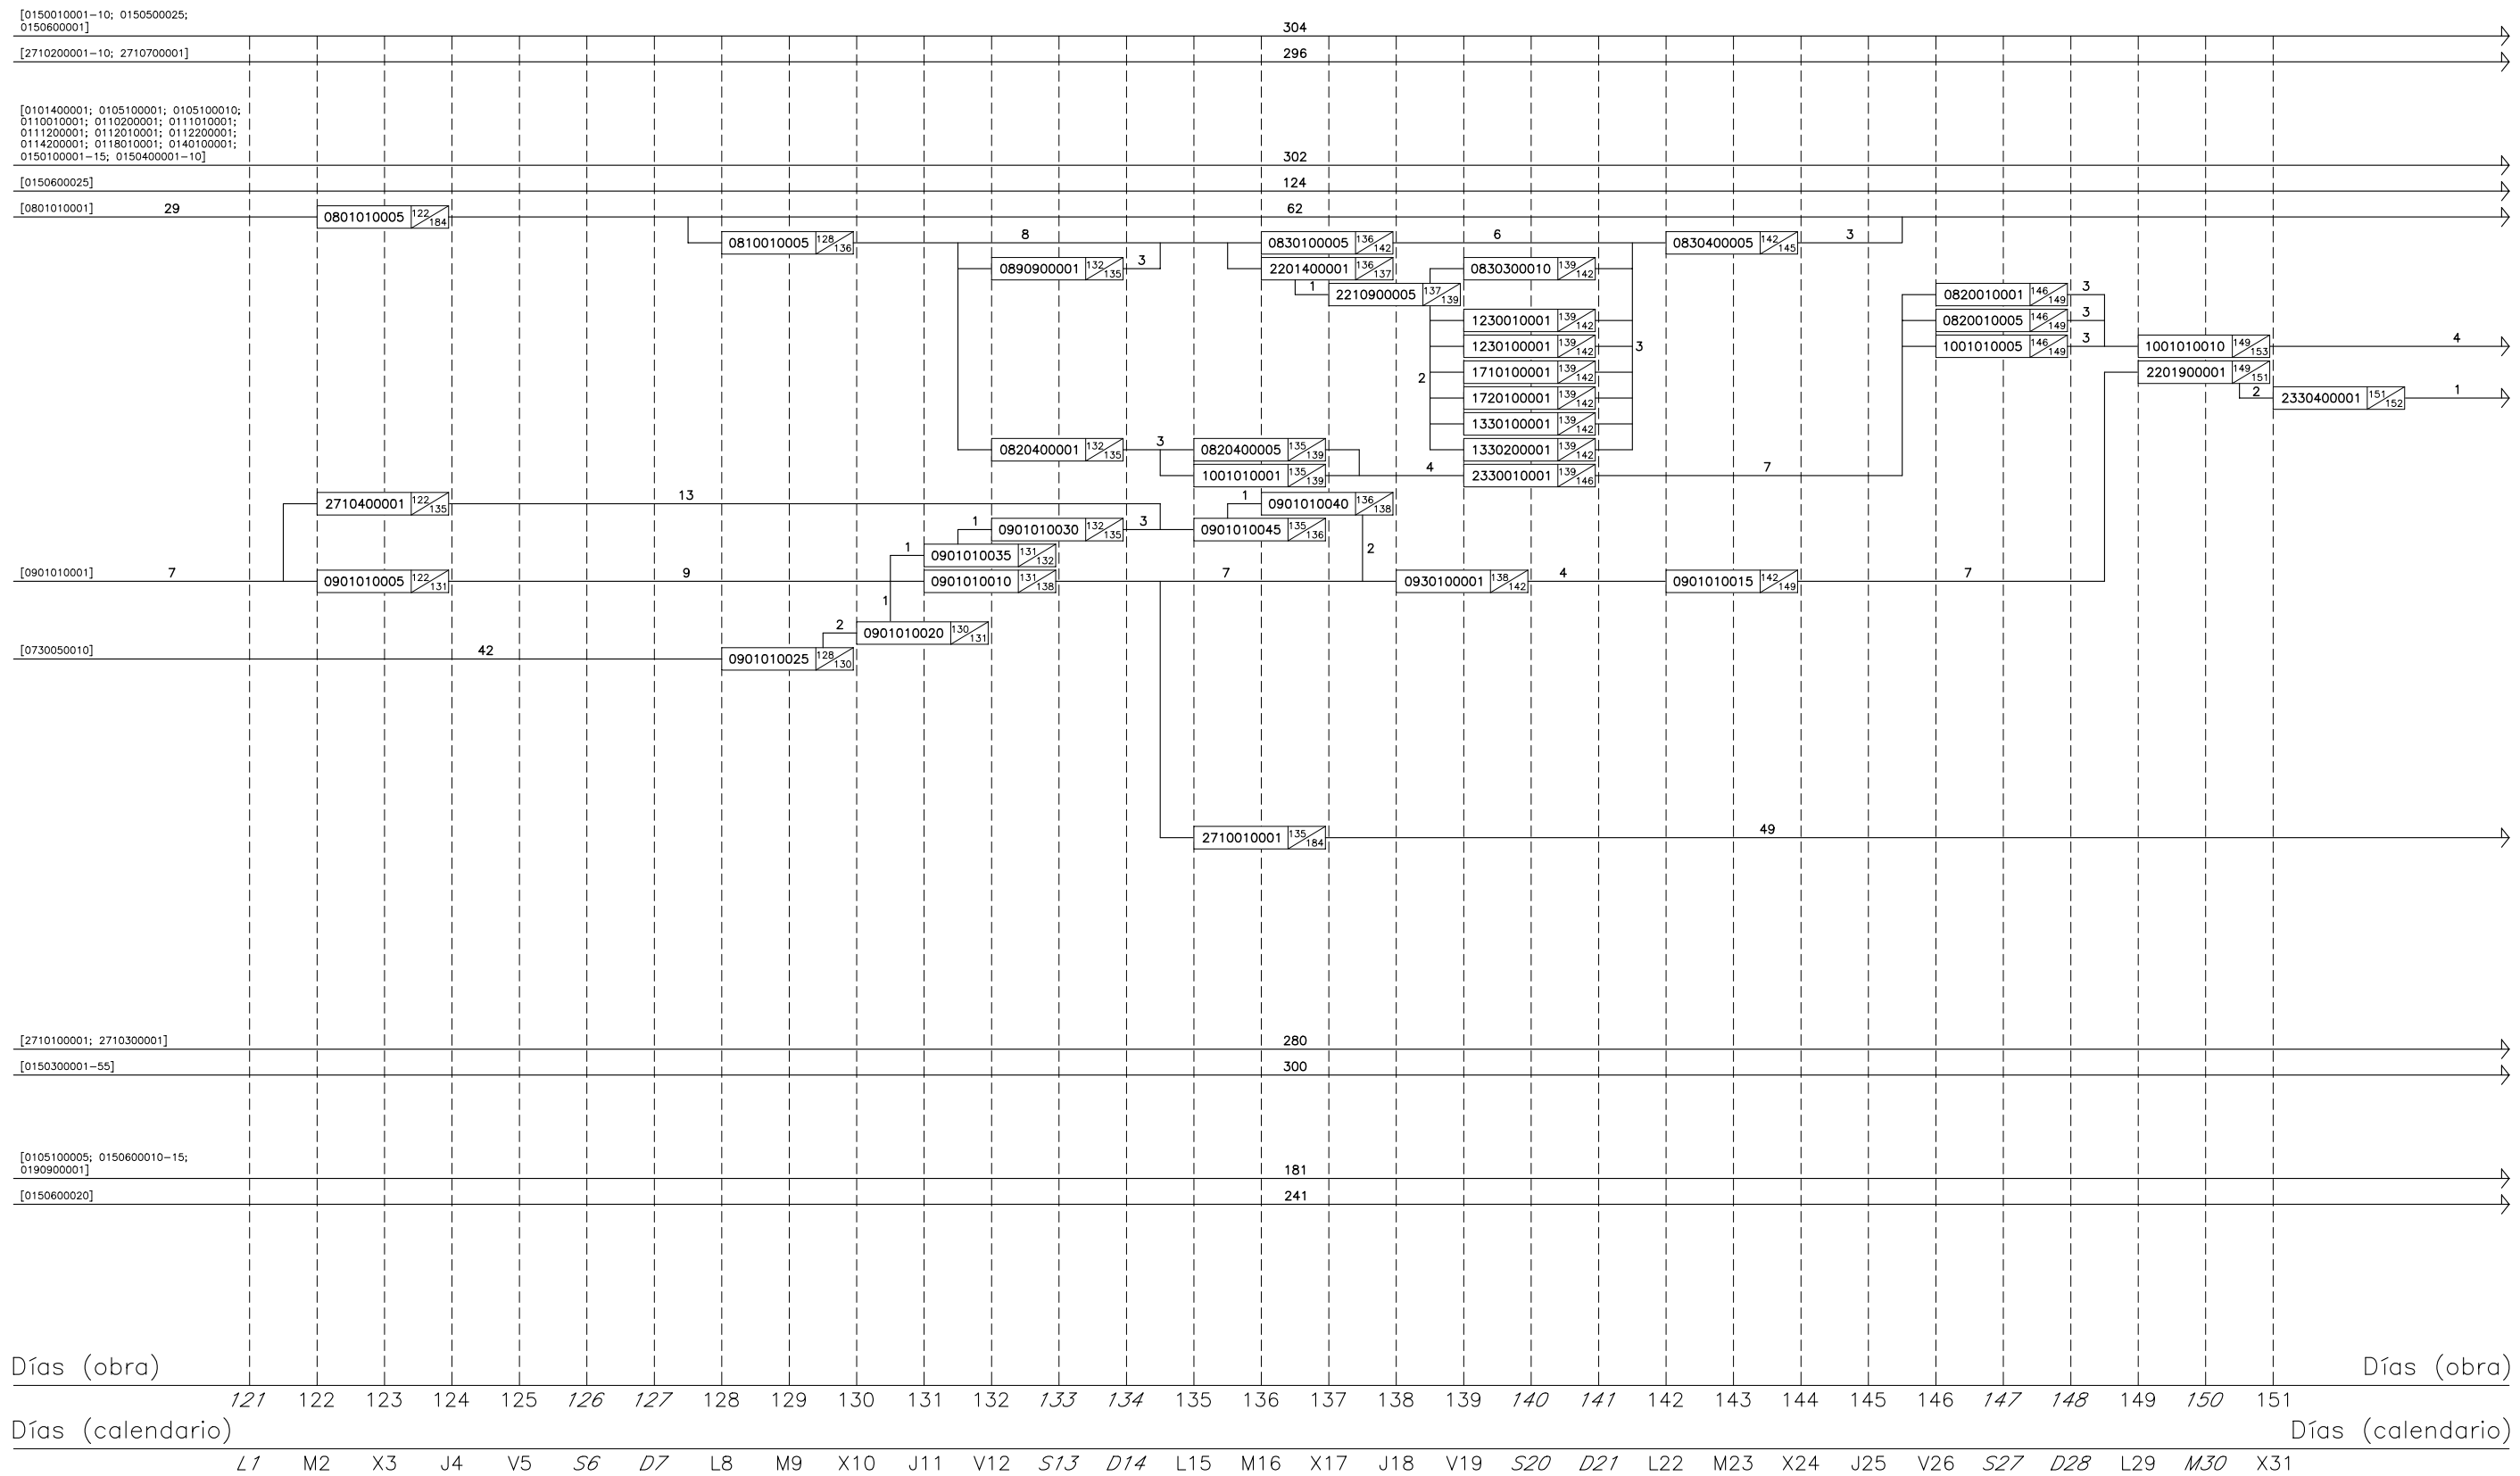 [0150010001-10; 0150500025;
0150600001]
304
[2710200001-10; 2710700001]
296
[0101400001; 0105100001; 0105100010;
0110010001; 0110200001; 0111010001;
0111200001; 0112010001; 0112200001;
0114200001; 0118010001; 0140100001;
0150100001-15; 0150400001-10]
302
[0150600025]
124
[0801010001] 29 0801010005 122 184 62
0810010005 128 136 8 0830100005 136 142 6 0830400005 142 145 3
0890900001 132 135 3 2201400001 136 137 0830300010 139 142
1 2210900005 137 139 0820010001 146 149 3
1230010001 139 142 0820010005 146 149 3
1230100001 139 142 3 1001010005 146 149 3 1001010010 149 153 4
2 1710100001 139 142 2201900001 149 151
1720100001 139 142 2 2330400001 151 152 1
1330100001 139 142
0820400001 132 135 3 0820400005 135 139 1330200001 139 142
1001010001 135 139 4 2330010001 139 146 7
2710400001 122 135 13 1 0901010040 136 138
1 0901010030 132 135 3 0901010045 135 136
1 0901010035 131 132 2
[0901010001] 7 0901010005 122 131 9 0901010010 131 138 7 0930100001 138 142 4 0901010015 142 149 7
1
2 0901010020 130 131
[0730050010] 42 0901010025 128 130
2710010001 135 184 49
[2710100001; 2710300001] 280
[0150300001-55] 300
[0105100005; 0150600010-15;
0190900001]
181
[0150600020] 241
Días (obra) Días (obra)
121 122 123 124 125 126 127 128 129 130 131 132 133 134 135 136 137 138 139 140 141 142 143 144 145 146 147 148 149 150 151
Días (calendario) Días (calendario)
L1 M2 X3 J4 V5 S6 D7 L8 M9 X10 J11 V12 S13 D14 L15 M16 X17 J18 V19 S20 D21 L22 M23 X24 J25 V26 S27 D28 L29 M30 X31